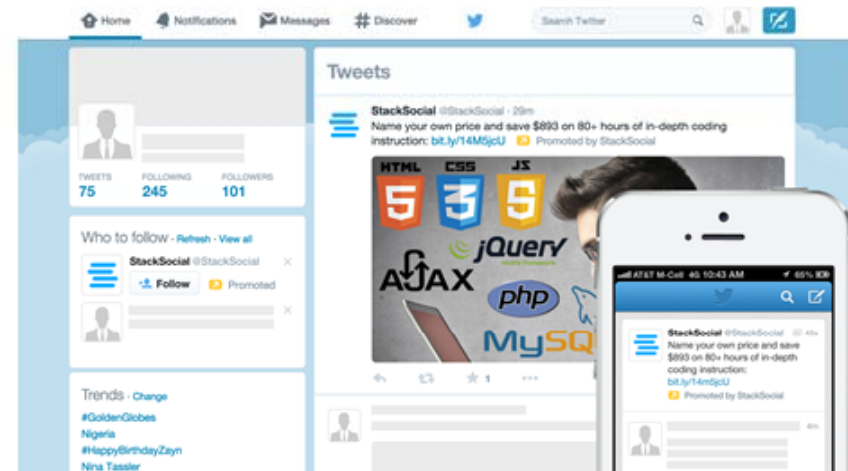 Home Notifications Messages # Discover Search Twitter
Tweets
StackSocial @StackSocial · 29m
Name your own price and save $893 on 80+ hours of in-depth coding
instruction: bit.ly/14M5jcU Promoted by StackSocial
HTML CSS JS
5 3 5
jQuery
AJAX
php
MySQ
1
TWEETS FOLLOWING FOLLOWERS
75 245 101
Who to follow · Refresh · View all
StackSocial @StackSocial ×
Follow Promoted
×
Trends · Change
#GoldenGlobes
Nigeria
#HappyBirthdayZayn
Nina Tassler
AT&T M-Cell 4G 10:43 AM 65%
StackSocial @StackSocial
Name your own price and save
$893 on 80+ hours of in-depth
coding instruction:
bit.ly/14m5jcU
Promoted by StackSocial